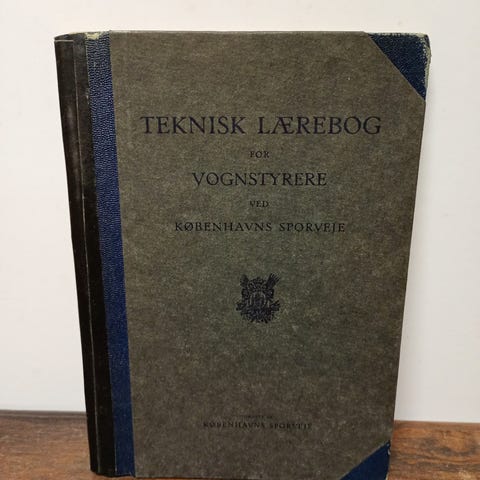 TEKNISK LÆREBOG
FOR
VOGNSTYRERE
VED
KØBENHAVNS SPORVEJE
KØBENHAVNS SPORVEJE